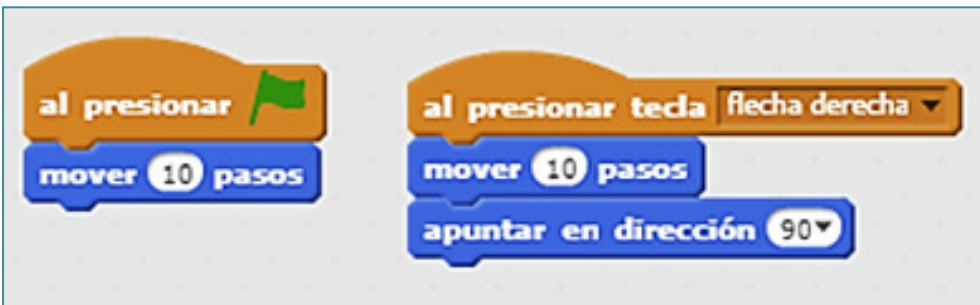 al presionar
mover 10 pasos
al presionar tecla flecha derecha
mover 10 pasos
apuntar en dirección 90